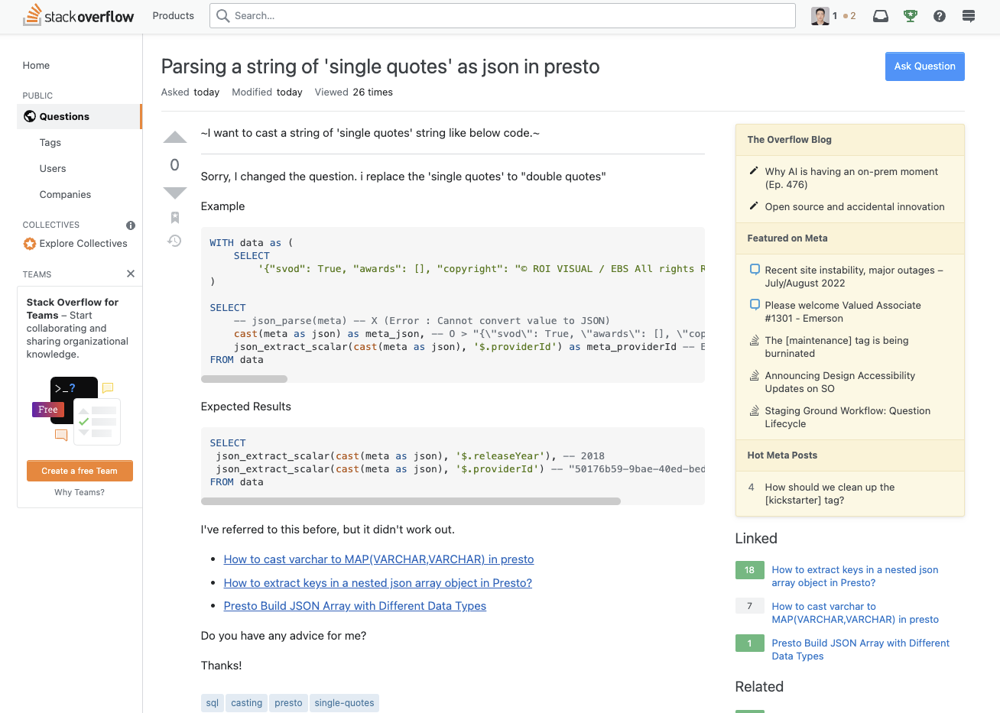 stackoverflow
Products
Search...
1 • 2
Home
PUBLIC
Questions
Tags
Users
Companies
COLLECTIVES
Explore Collectives
TEAMS
Stack Overflow for
Teams – Start
collaborating and
sharing organizational
knowledge.
>_?
Free
Create a free Team
Why Teams?
Parsing a string of 'single quotes' as json in presto
Ask Question
Asked today Modified today Viewed 26 times
0
~I want to cast a string of 'single quotes' string like below code.~
Sorry, I changed the question. i replace the 'single quotes' to "double quotes"
Example
WITH data as (
SELECT
'{"svod": True, "awards": [], "copyright": "© ROI VISUAL / EBS All rights R
)
SELECT
-- json_parse(meta) -- X (Error : Cannot convert value to JSON)
cast(meta as json) as meta_json, -- O > "{\"svod\": True, \"awards\": [], \"cop
json_extract_scalar(cast(meta as json), '$.providerId') as meta_providerId -- E
FROM data
Expected Results
SELECT
json_extract_scalar(cast(meta as json), '$.releaseYear'), -- 2018
json_extract_scalar(cast(meta as json), '$.providerId') -- "50176b59-9bae-40ed-bed
FROM data
I've referred to this before, but it didn't work out.
• How to cast varchar to MAP(VARCHAR,VARCHAR) in presto
• How to extract keys in a nested json array object in Presto?
• Presto Build JSON Array with Different Data Types
Do you have any advice for me?
Thanks!
sql casting presto single-quotes
The Overflow Blog
Why AI is having an on-prem moment
(Ep. 476)
Open source and accidental innovation
Featured on Meta
Recent site instability, major outages –
July/August 2022
Please welcome Valued Associate
#1301 - Emerson
The [maintenance] tag is being
burninated
Announcing Design Accessibility
Updates on SO
Staging Ground Workflow: Question
Lifecycle
Hot Meta Posts
4 How should we clean up the
[kickstarter] tag?
Linked
18 How to extract keys in a nested json
array object in Presto?
7 How to cast varchar to
MAP(VARCHAR,VARCHAR) in presto
1 Presto Build JSON Array with Different
Data Types
Related